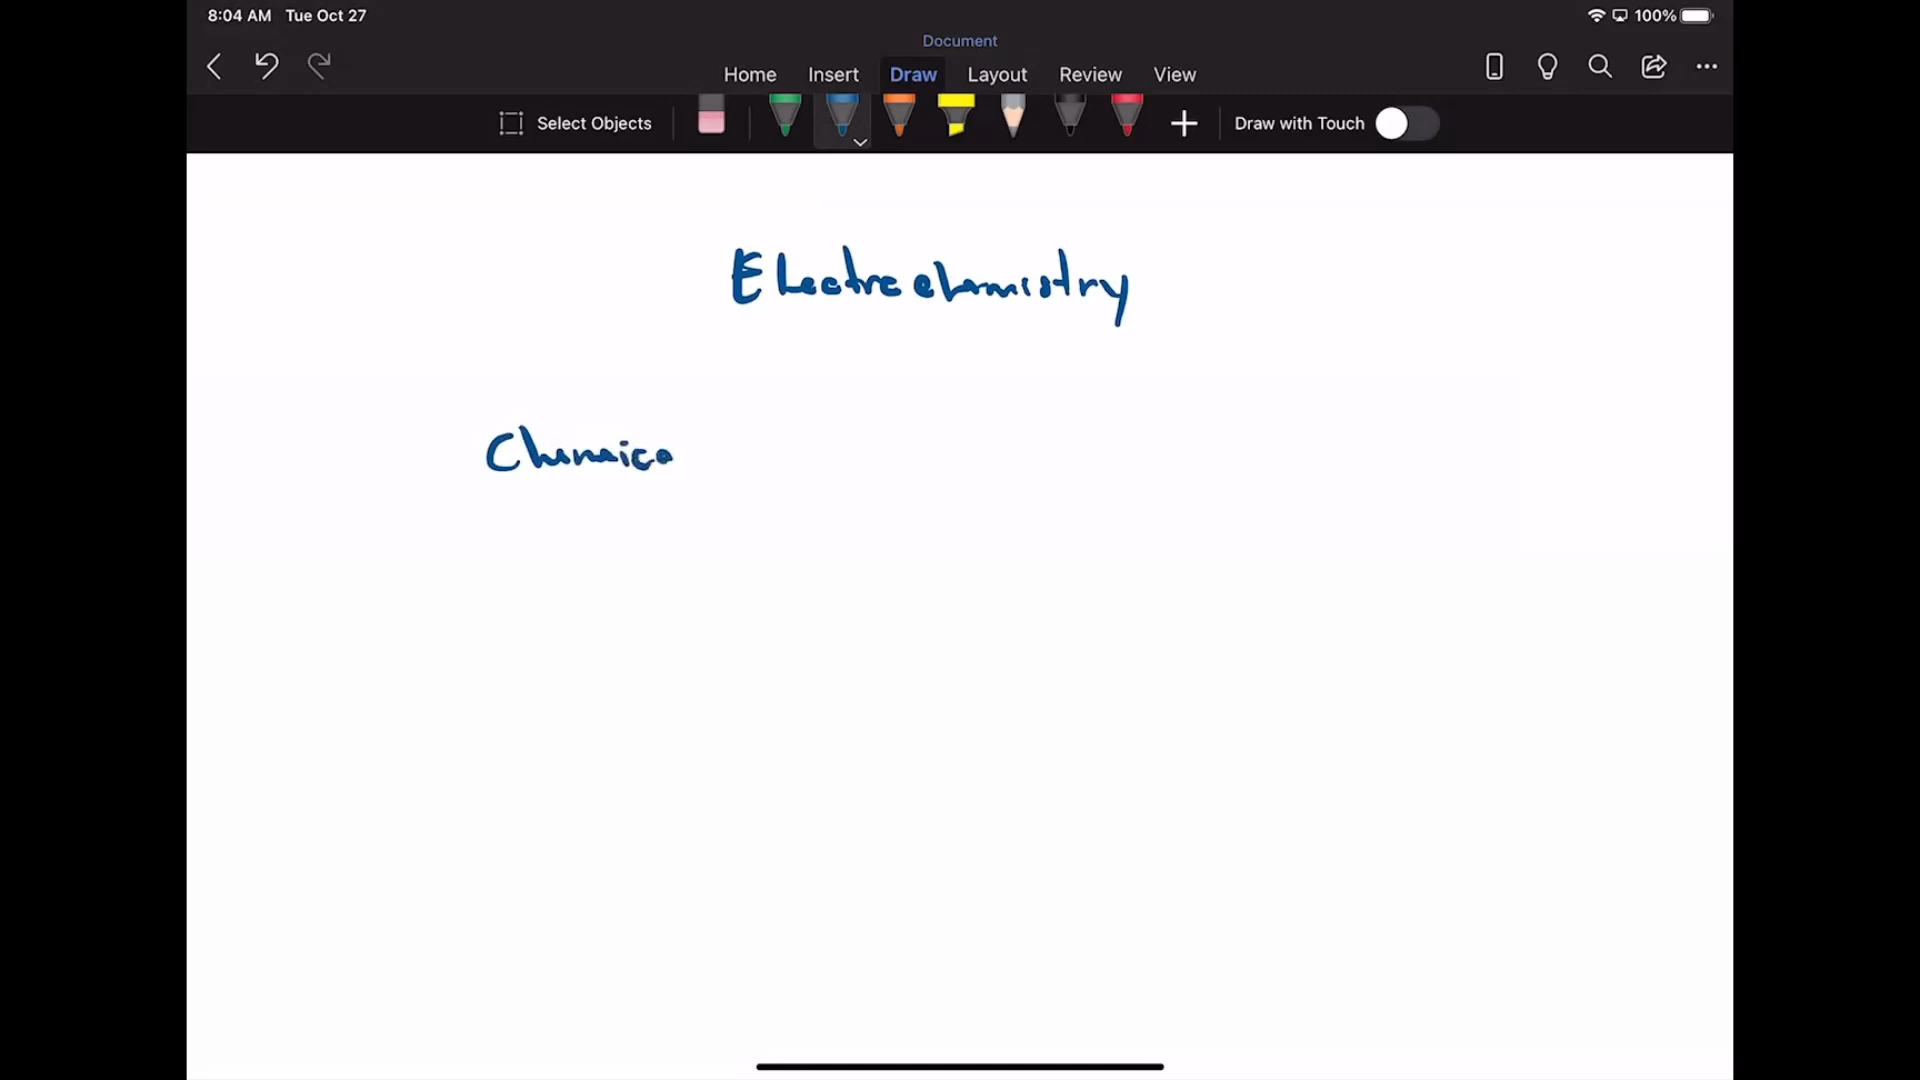 8:04 AM Tue Oct 27
100%
Document
Home Insert Draw Layout Review View
Select Objects
Draw with Touch
Electrochemistry
Chemica